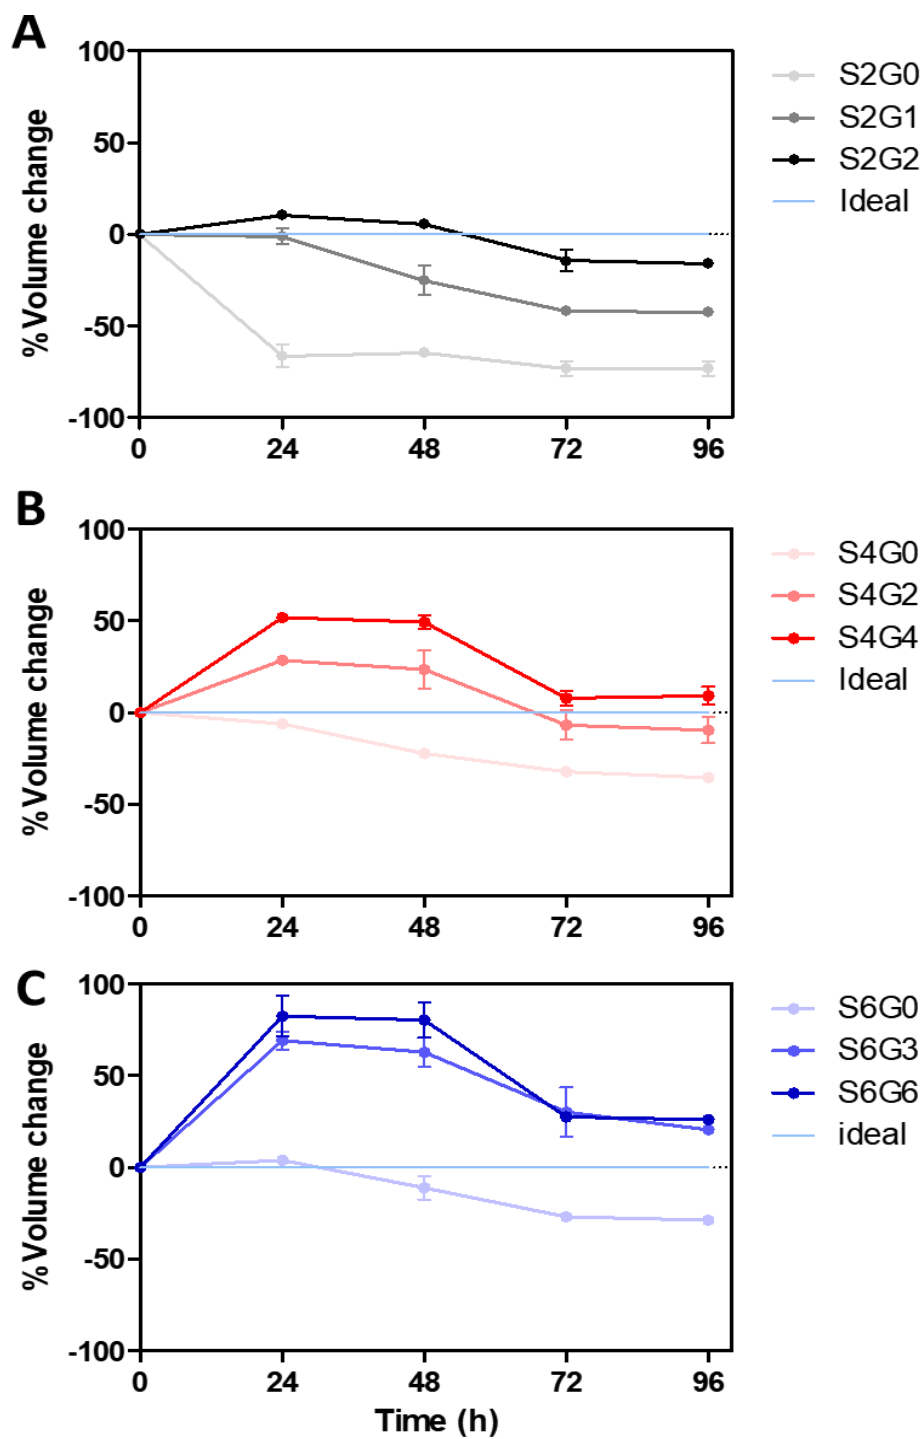 A
% Volume change
100
50
0
-50
-100
0 24 48 72 96
S2G0
S2G1
S2G2
Ideal
B
% Volume change
100
50
0
-50
-100
0 24 48 72 96
S4G0
S4G2
S4G4
Ideal
C
% Volume change
100
50
0
-50
-100
0 24 48 72 96
Time (h)
S6G0
S6G3
S6G6
ideal